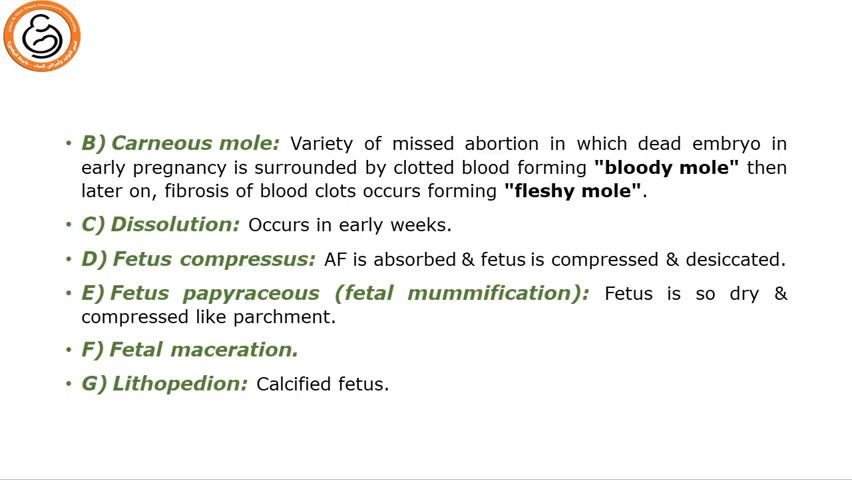 • B) Carneous mole: Variety of missed abortion in which dead embryo in
early pregnancy is surrounded by clotted blood forming "bloody mole" then
later on, fibrosis of blood clots occurs forming "fleshy mole".
• C) Dissolution: Occurs in early weeks.
• D) Fetus compressus: AF is absorbed & fetus is compressed & desiccated.
• E) Fetus papyraceous (fetal mummification): Fetus is so dry &
compressed like parchment.
• F) Fetal maceration.
• G) Lithopedion: Calcified fetus.